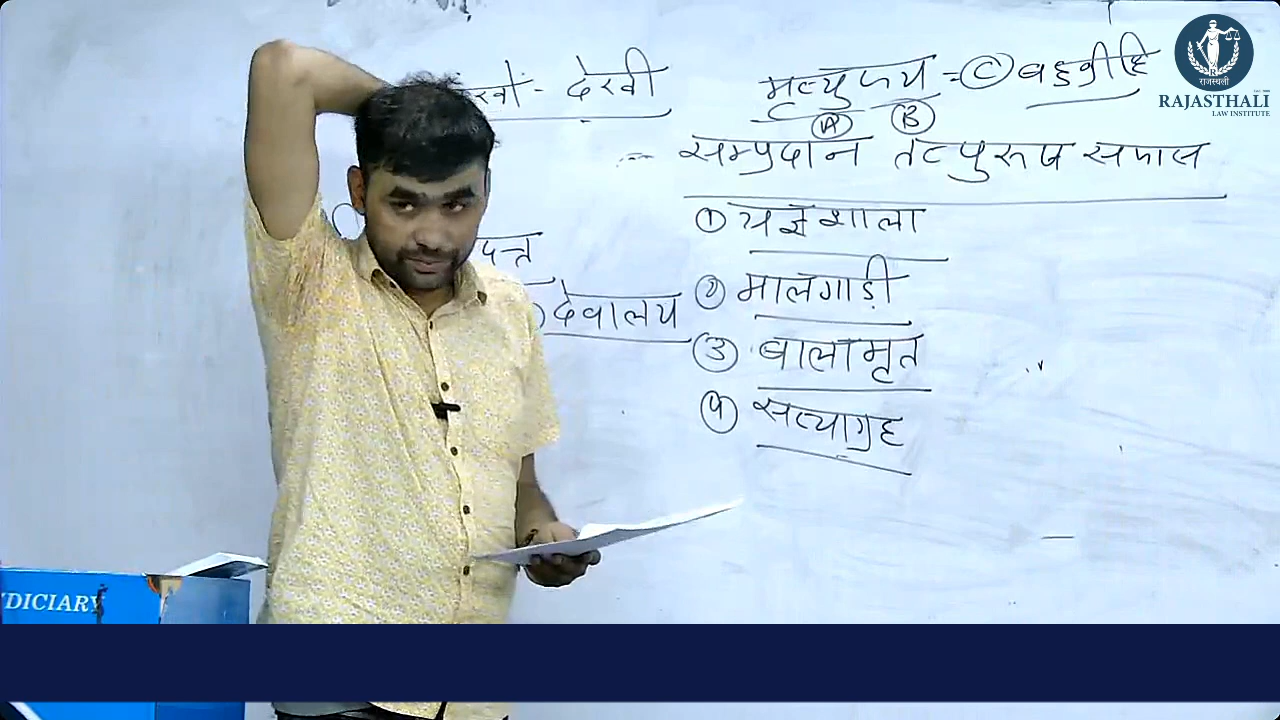 देखी
मृत्युंजय = (C) बहुव्रीहि
(A) (B)
सम्प्रदान तत्पुरुष समास
① यज्ञशाला
② मालगाड़ी
③ बालामृत
④ सत्याग्रह
देवालय
राजस्थली
RAJASTHALI
LAW INSTITUTE